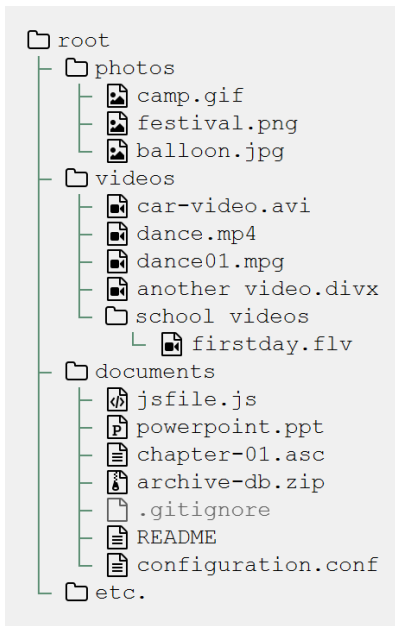 root
photos
camp.gif
festival.png
balloon.jpg
videos
car-video.avi
dance.mp4
dance01.mpg
another video.divx
school videos
firstday.flv
documents
jsfile.js
powerpoint.ppt
chapter-01.asc
archive-db.zip
.gitignore
README
configuration.conf
etc.